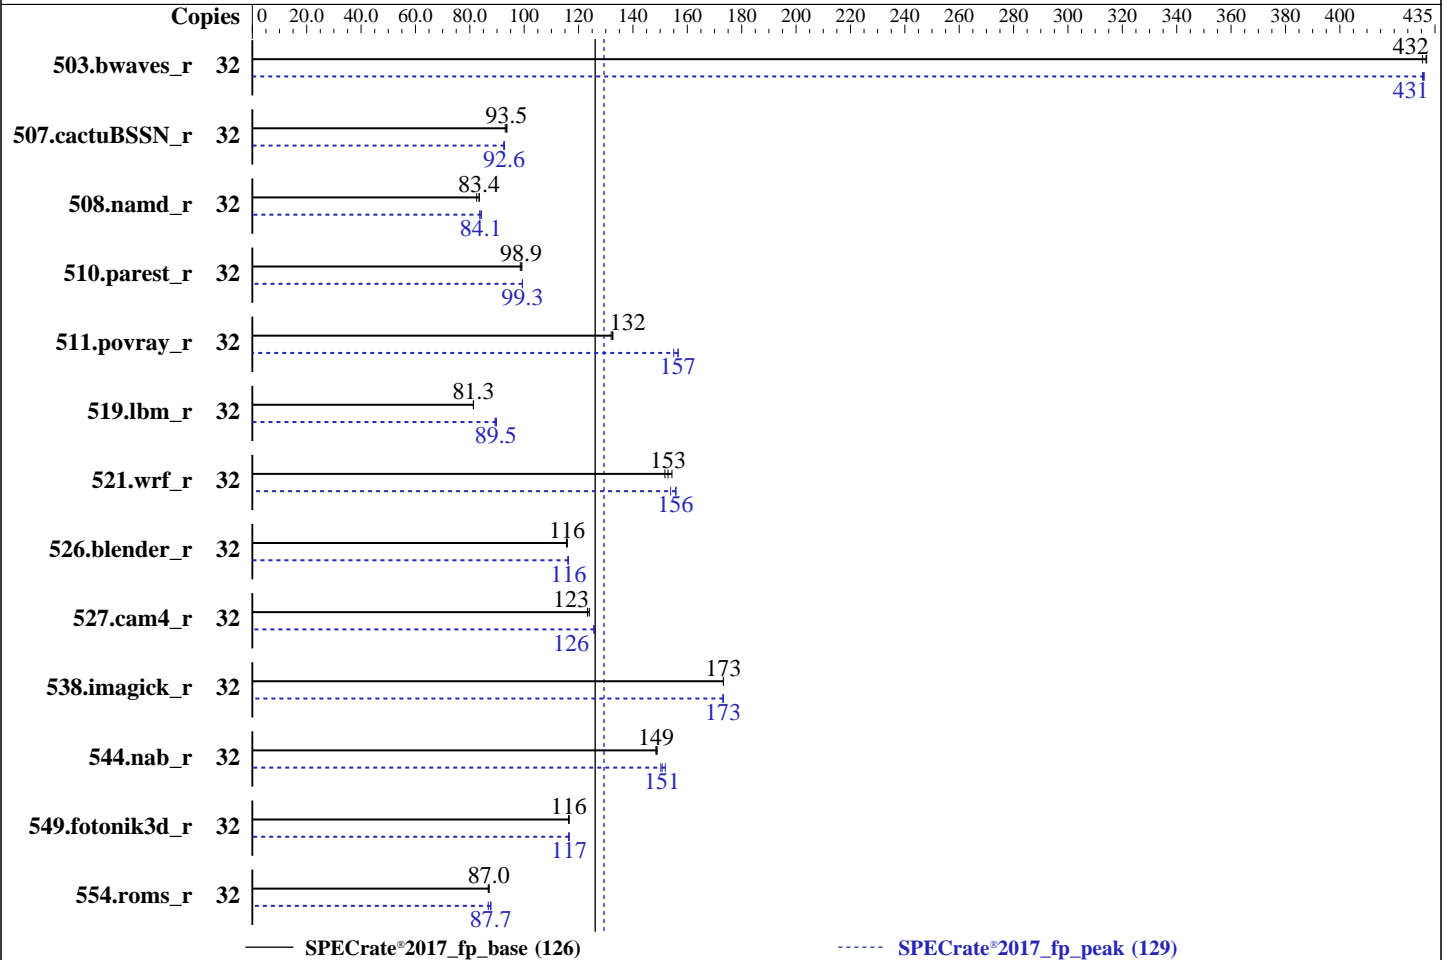 Copies 0 20.0 40.0 60.0 80.0 100 120 140 160 180 200 220 240 260 280 300 320 340 360 380 400 435
432
503.bwaves_r 32
431
93.5
507.cactuBSSN_r 32
92.6
83.4
508.namd_r 32
84.1
98.9
510.parest_r 32
99.3
132
511.povray_r 32
157
81.3
519.lbm_r 32
89.5
153
521.wrf_r 32
156
116
526.blender_r 32
116
123
527.cam4_r 32
126
173
538.imagick_r 32
173
149
544.nab_r 32
151
116
549.fotonik3d_r 32
117
87.0
554.roms_r 32
87.7
SPECrate®2017_fp_base (126) SPECrate®2017_fp_peak (129)